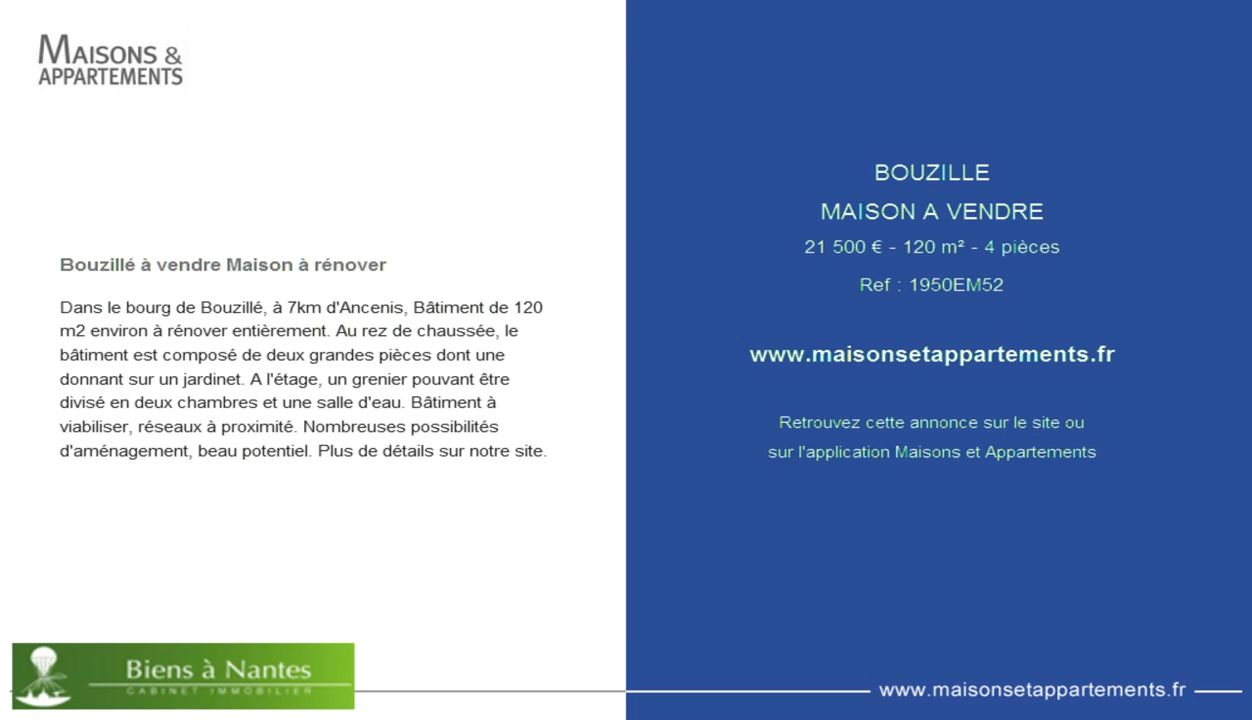 MAISONS &
APPARTEMENTS
Bouzillé à vendre Maison à rénover
Dans le bourg de Bouzillé, à 7km d'Ancenis, Bâtiment de 120
m2 environ à rénover entièrement. Au rez de chaussée, le
bâtiment est composé de deux grandes pièces dont une
donnant sur un jardinet. A l'étage, un grenier pouvant être
divisé en deux chambres et une salle d'eau. Bâtiment à
viabiliser, réseaux à proximité. Nombreuses possibilités
d'aménagement, beau potentiel. Plus de détails sur notre site.
Biens à Nantes
CABINET IMMOBILIER
BOUZILLE
MAISON A VENDRE
21 500 € - 120 m² - 4 pièces
Ref : 1950EM52
www.maisonsetappartements.fr
Retrouvez cette annonce sur le site ou
sur l'application Maisons et Appartements
www.maisonsetappartements.fr